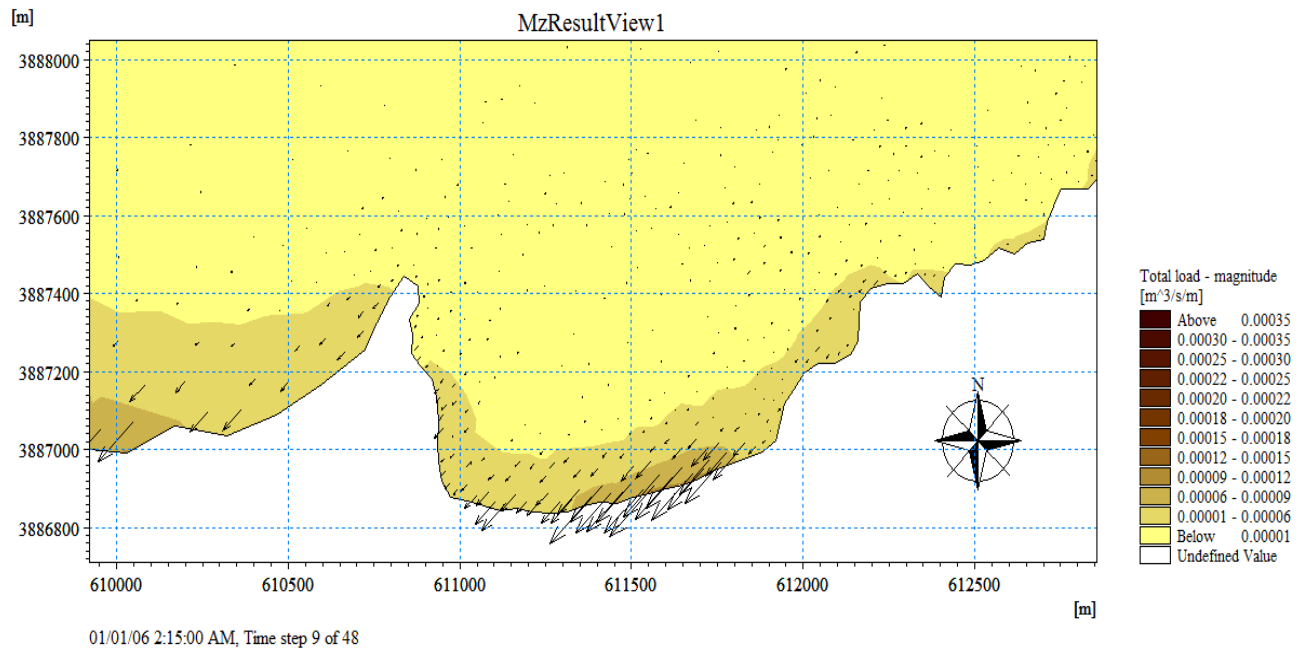 [m]
MzResultView1
3888000
3887800
3887600
3887400
3887200
3887000
3886800
610000 610500 611000 611500 612000 612500
[m]
N
Total load - magnitude
[m^3/s/m]
Above 0.00035
0.00030 - 0.00035
0.00025 - 0.00030
0.00022 - 0.00025
0.00020 - 0.00022
0.00018 - 0.00020
0.00015 - 0.00018
0.00012 - 0.00015
0.00009 - 0.00012
0.00006 - 0.00009
0.00001 - 0.00006
Below 0.00001
Undefined Value
01/01/06 2:15:00 AM, Time step 9 of 48